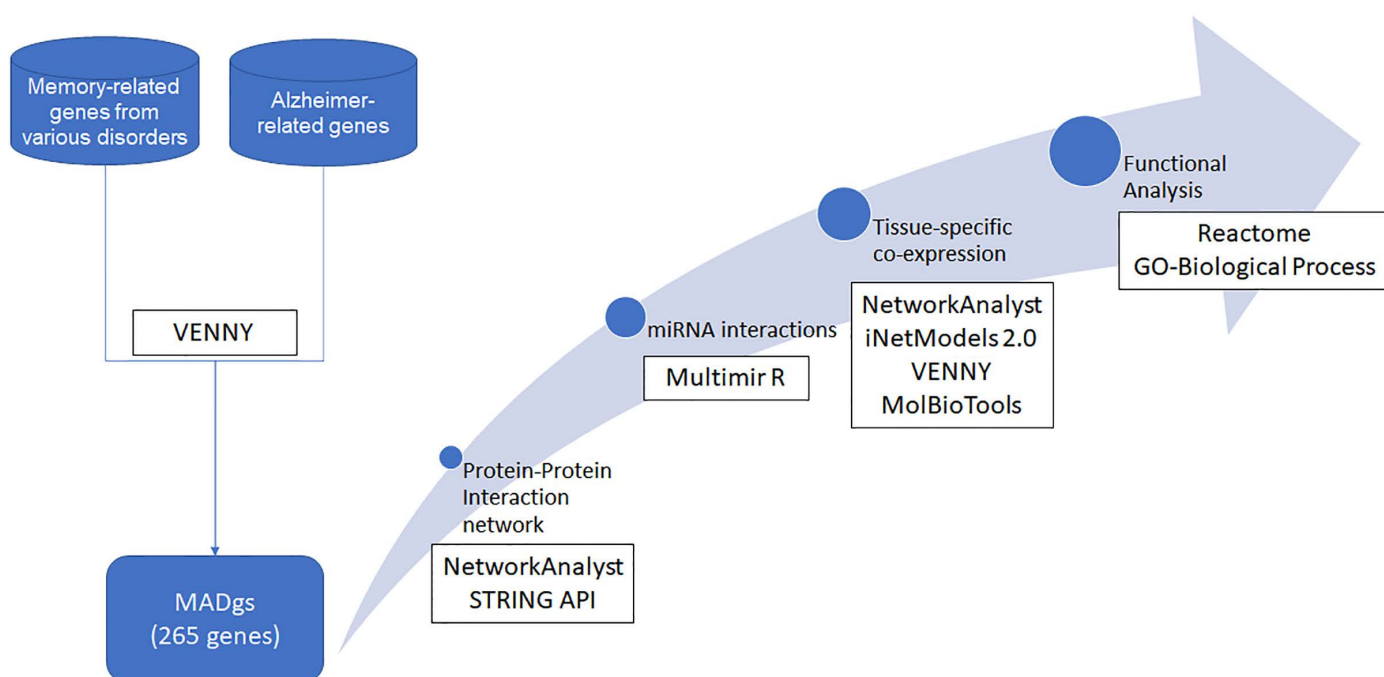 Memory-related
genes from
various disorders
Alzheimer-
related genes
VENNY
MADgs
(265 genes)
Protein-Protein
Interaction
network
NetworkAnalyst
STRING API
miRNA interactions
Multimir R
Tissue-specific
co-expression
NetworkAnalyst
iNetModels 2.0
VENNY
MolBioTools
Functional
Analysis
Reactome
GO-Biological Process